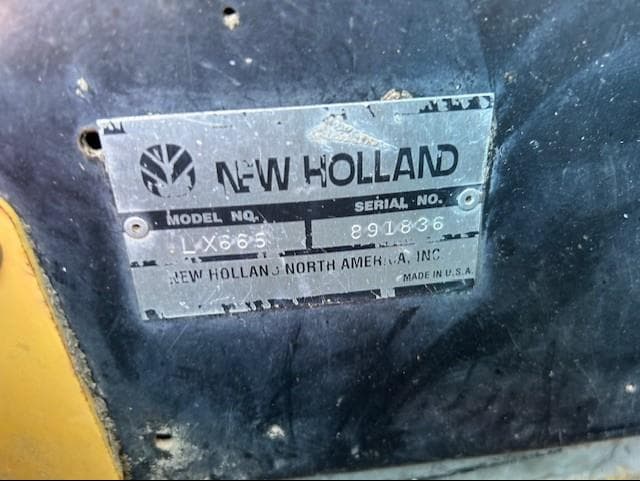 NEW HOLLAND
MODEL NO. SERIAL NO.
LX665 891836
NEW HOLLAND NORTH AMERICA, INC.
MADE IN U.S.A.